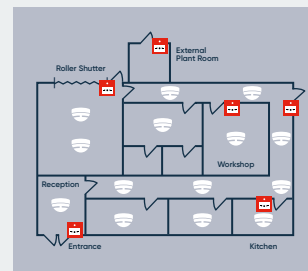 External
Plant Room
Roller Shutter
Workshop
Reception
Entrance
Kitchen